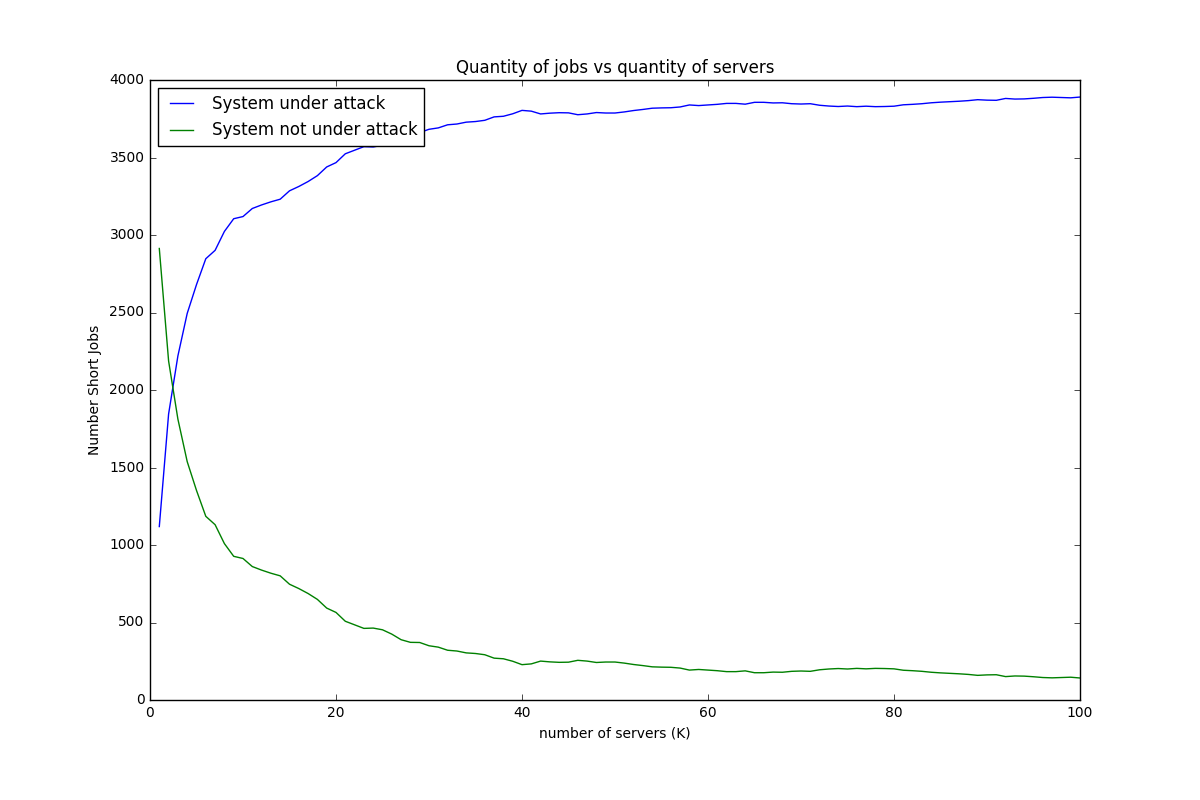 Quantity of jobs vs quantity of servers
System under attack
System not under attack
4000
3500
3000
2500
2000
1500
1000
500
0
Number Short Jobs
0 20 40 60 80 100
number of servers (K)